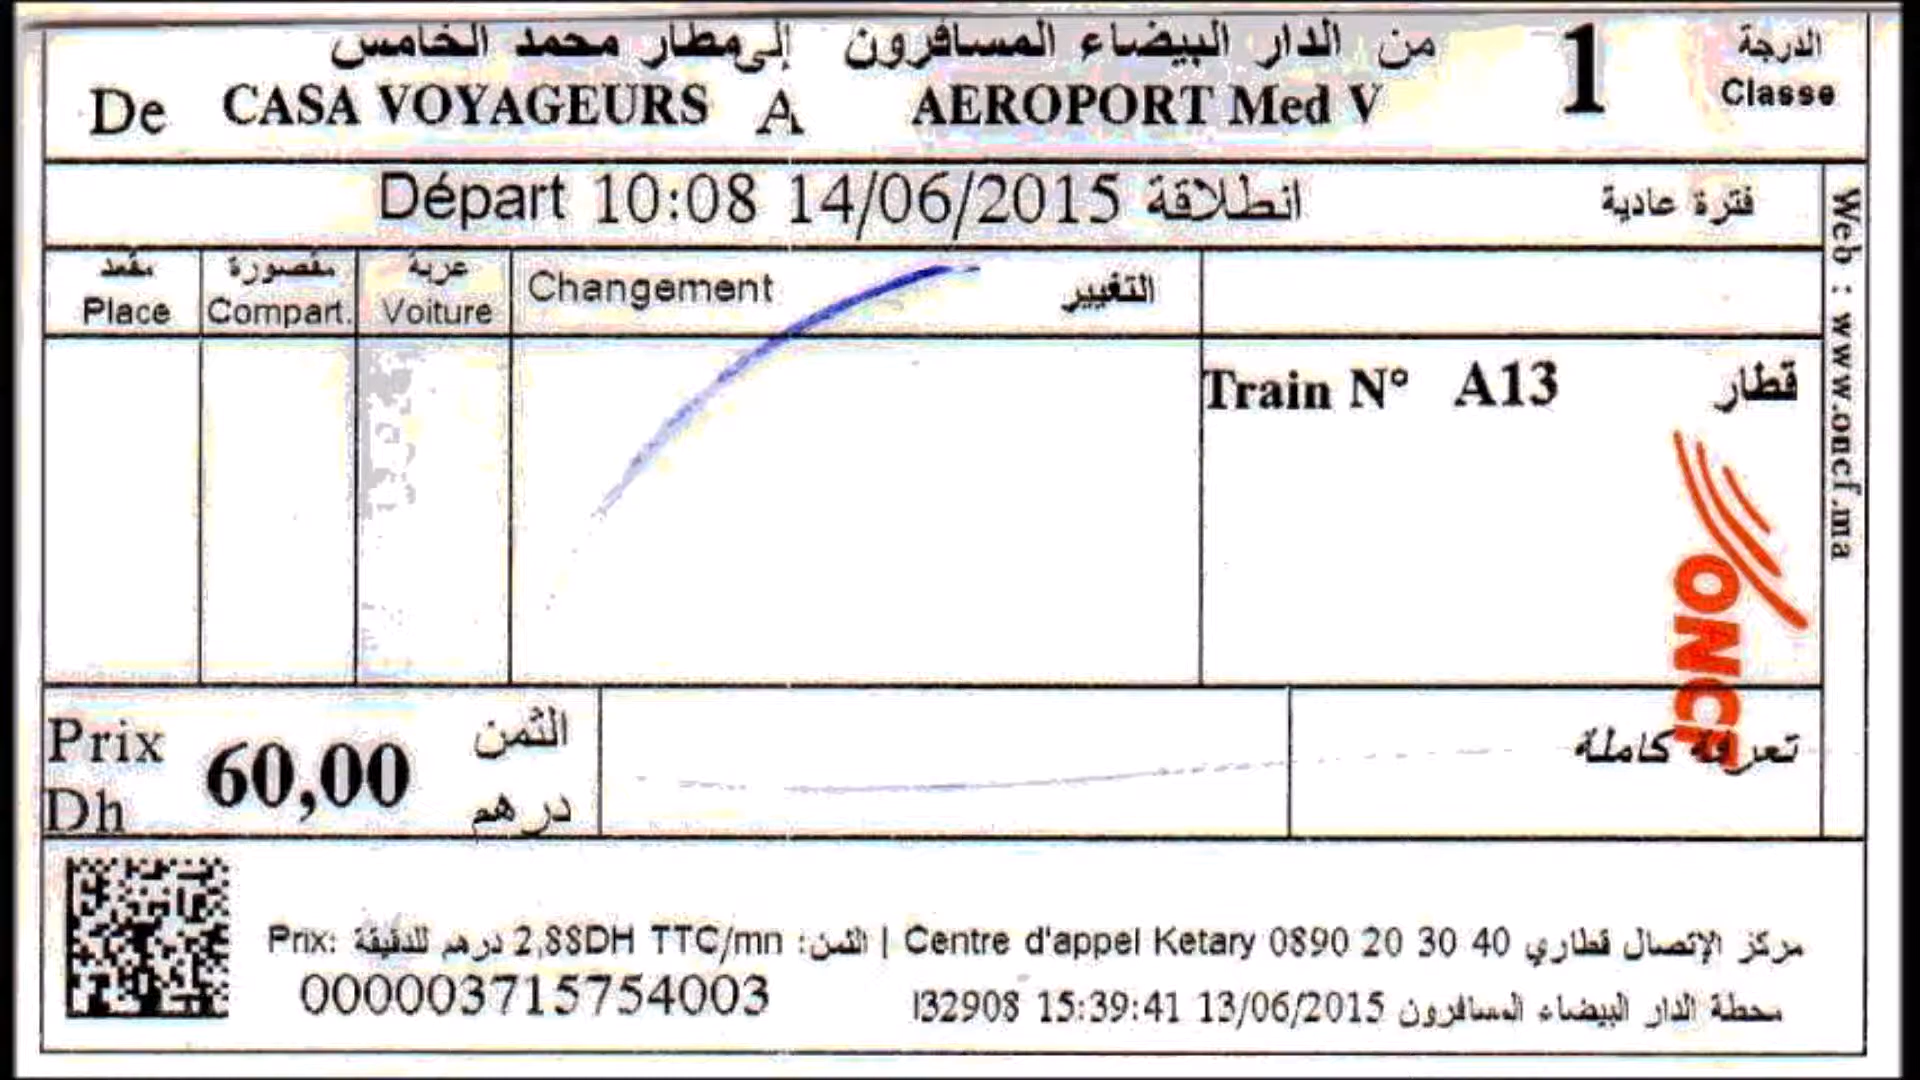 من الدار البيضاء المسافرون إلى مطار محمد الخامس
الدرجة
De CASA VOYAGEURS A AEROPORT Med V 1 Classe
Départ 10:08 14/06/2015 انطلاقة
فترة عادية
مقعد
Place
مقصورة
Compart.
عربة
Voiture
Changement التغيير
Train N° A13 قطار
ONCF
Web : www.oncf.ma
Prix 60,00 الثمن
Dh درهم
تعرفة كاملة
Prix: 2,88DH TTC/mn الثمن: درهم للدقيقة | Centre d'appel Ketary 0890 20 30 40 مركز الإتصال قطاري
000003715754003
I32908 15:39:41 13/06/2015 محطة الدار البيضاء المسافرون